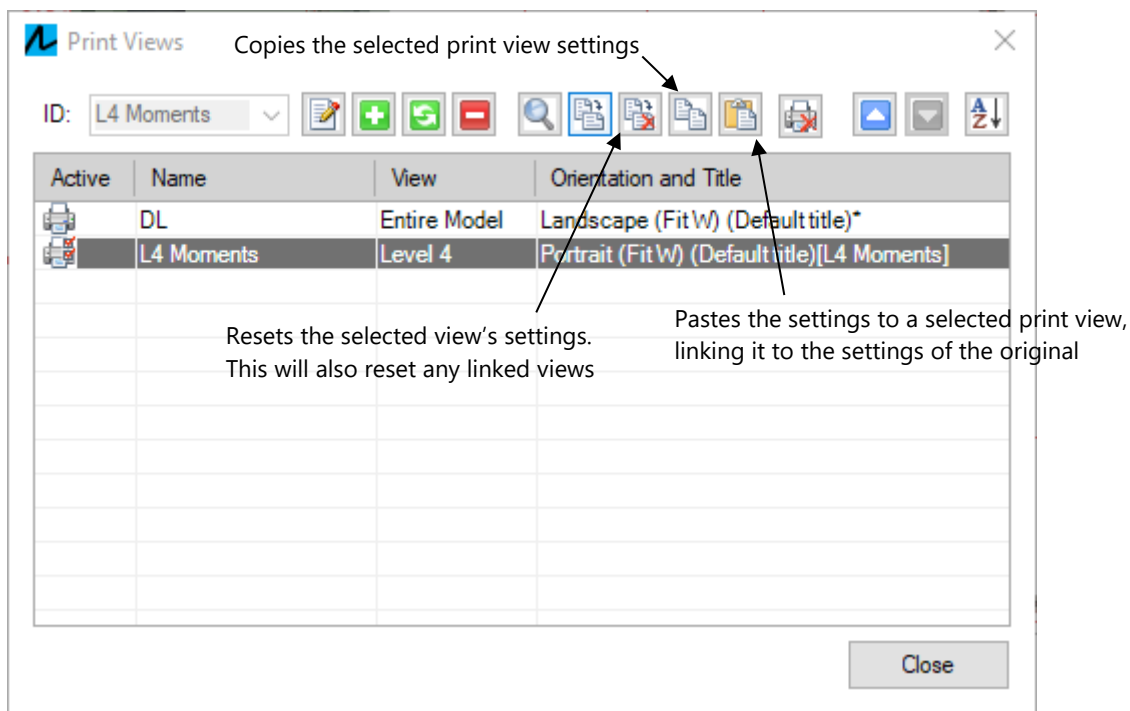 Print Views
Copies the selected print view settings
ID: L4 Moments
A
Z
Active Name View Orientation and Title
DL Entire Model Landscape (Fit W) (Default title)*
L4 Moments Level 4 Portrait (Fit W) (Default title)[L4 Moments]
Resets the selected view’s settings.
This will also reset any linked views
Pastes the settings to a selected print view,
linking it to the settings of the original
Close